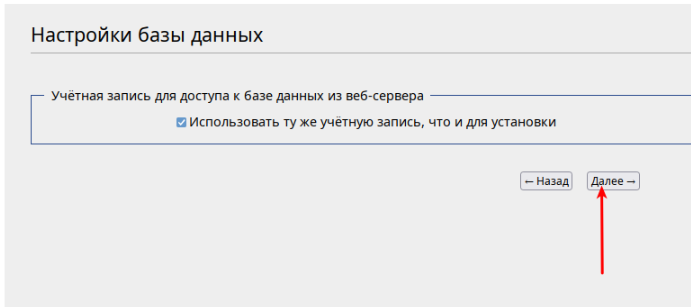 Настройки базы данных
Учётная запись для доступа к базе данных из веб-сервера
Использовать ту же учётную запись, что и для установки
← Назад
Далее →